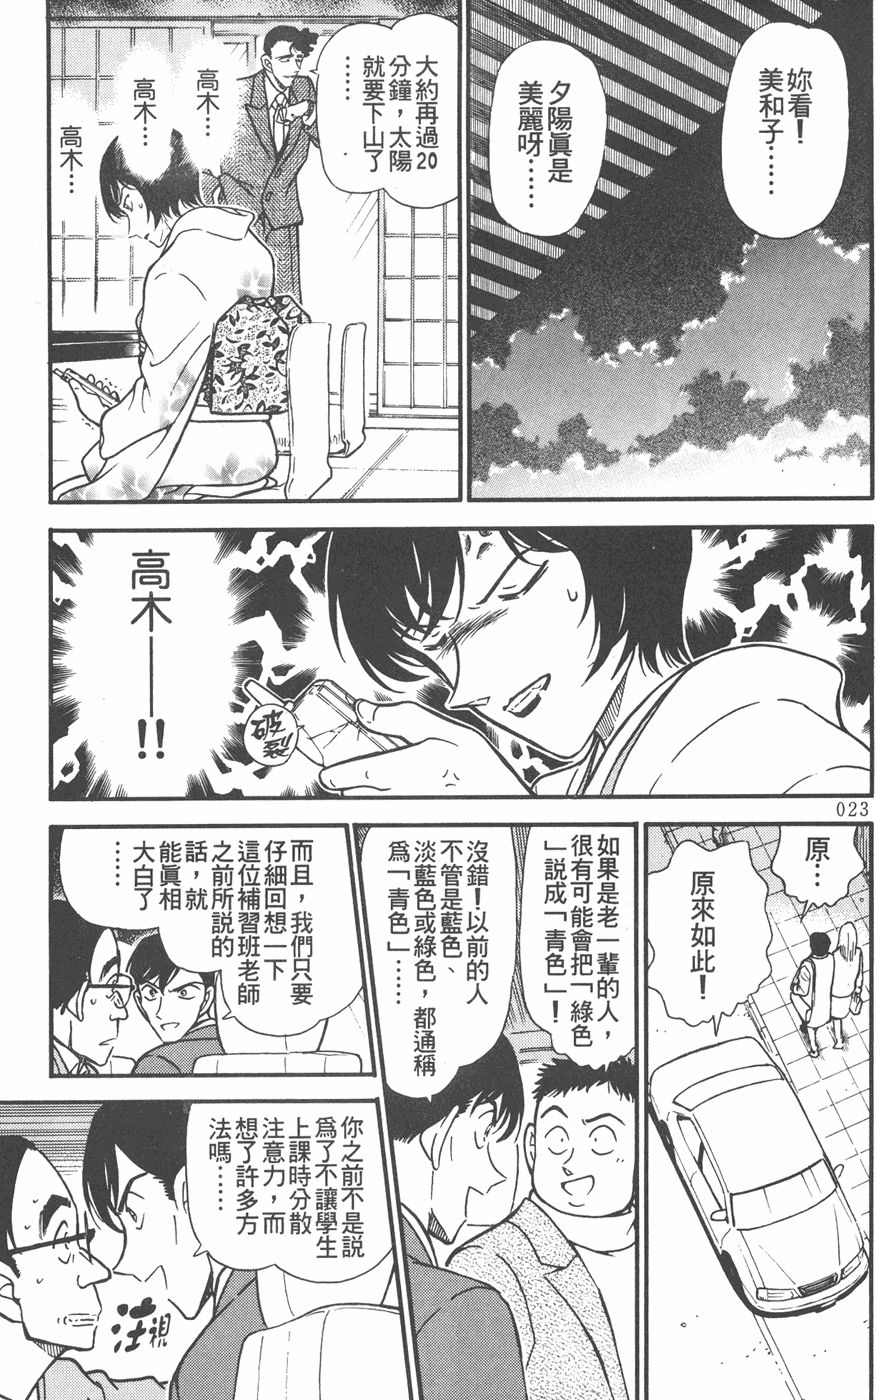 妳看！
美和子……
夕陽眞是
美麗呀……
大約再過20
分鐘，太陽
就要下山了
……
高木…
高木…
高木…
高木——!!
破裂
023
原…
原來如此！
如果是老一輩的人，
很有可能會把「綠色
」説成「青色」！
沒錯！以前的人
不管是藍色、
淡藍色或綠色，都通稱
爲「青色」……
而且，我們只要
仔細回想一下
這位補習班老師
之前所說的
話，就
能眞相
大白了
……
你之前不是説
爲了不讓學生
上課時分散
注意力，而
想了許多方
法嗎……
注視